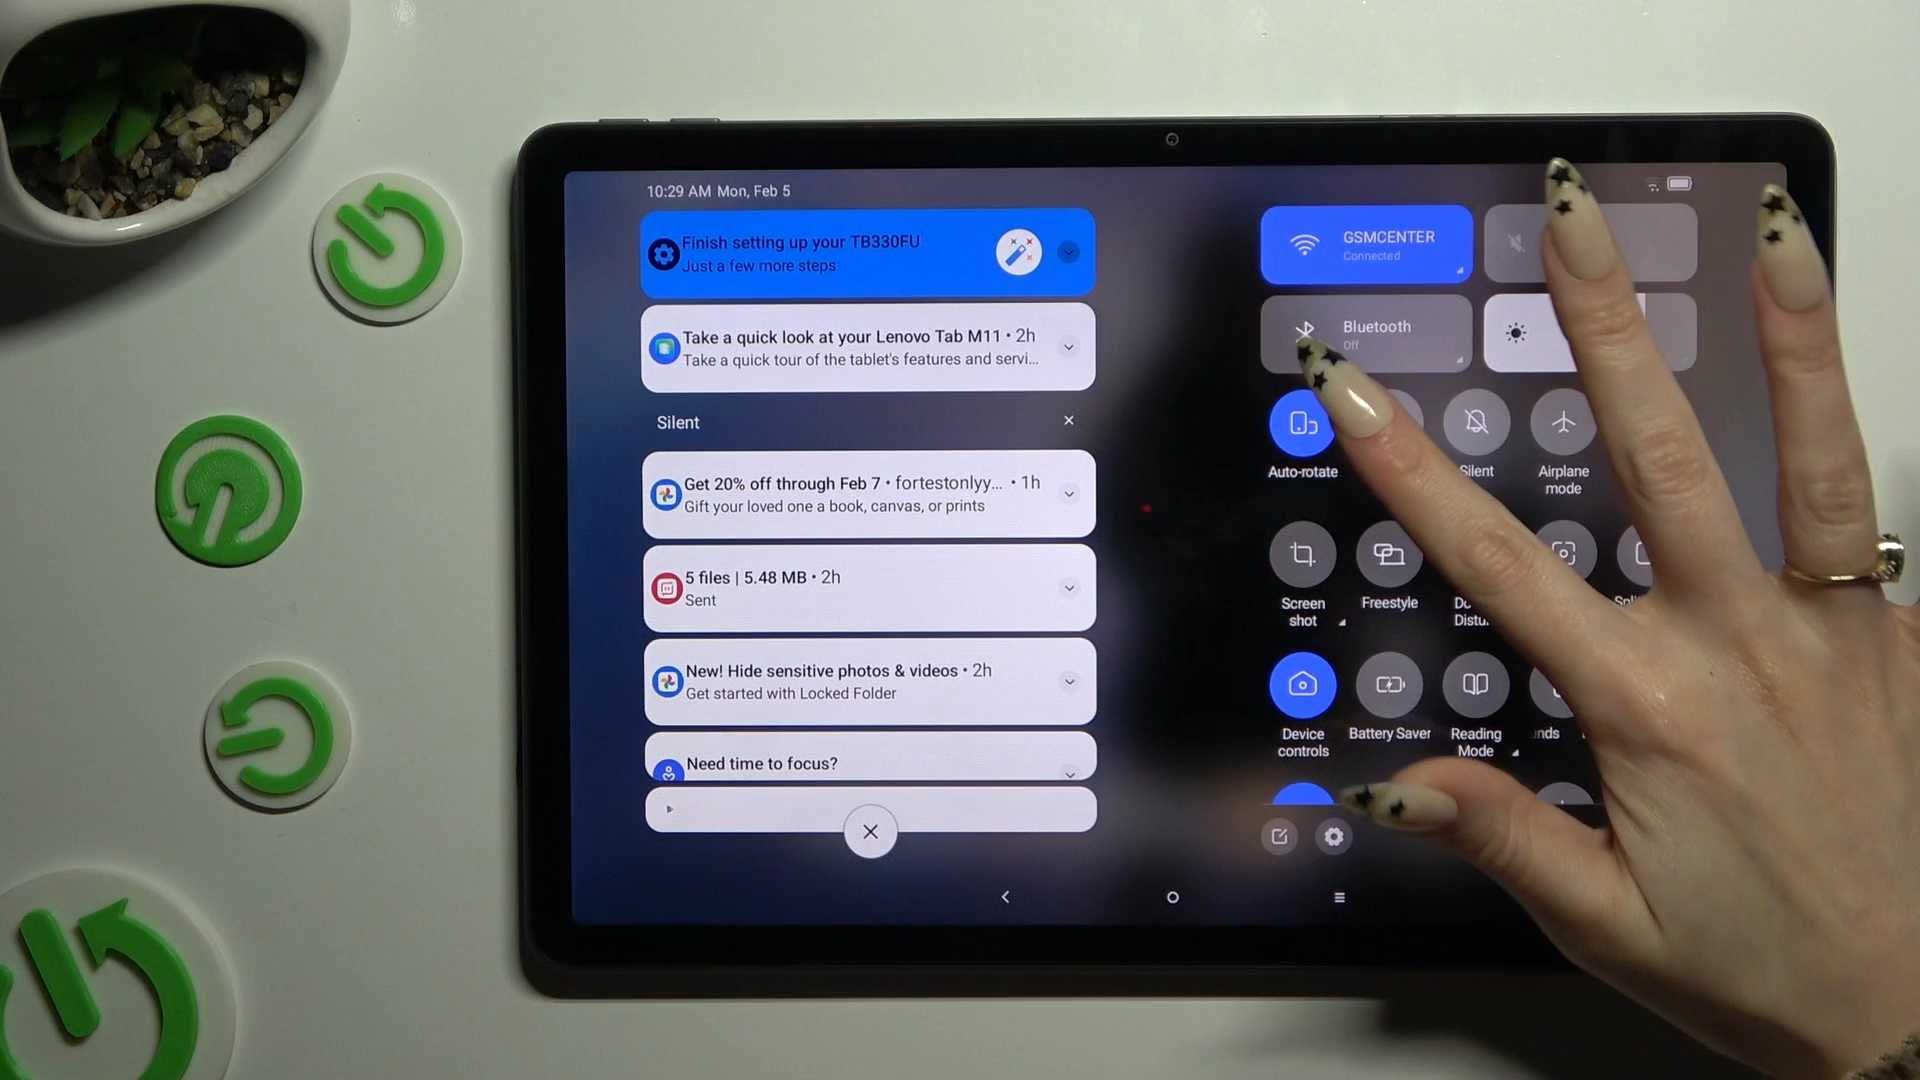 10:29 AM Mon, Feb 5
Finish setting up your TB330FU
Just a few more steps
Take a quick look at your Lenovo Tab M11 • 2h
Take a quick tour of the tablet's features and servi...
Silent
Get 20% off through Feb 7 • fortestonlyy... • 1h
Gift your loved one a book, canvas, or prints
5 files | 5.48 MB • 2h
Sent
New! Hide sensitive photos & videos • 2h
Get started with Locked Folder
Need time to focus?
GSMCENTER
Connected
Bluetooth
Off
Auto-rotate
Silent
Airplane
mode
Screen
shot
Freestyle
Device
controls
Battery Saver
Reading
Mode